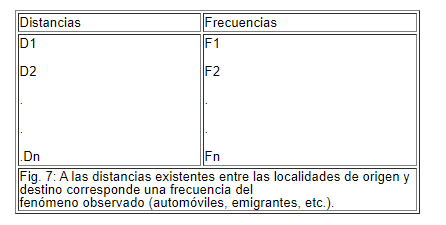 Distancias Frecuencias
D1 F1
D2 F2
. .
. .
.Dn Fn
Fig. 7: A las distancias existentes entre las localidades de origen y
destino corresponde una frecuencia del
fenómeno observado (automóviles, emigrantes, etc.).